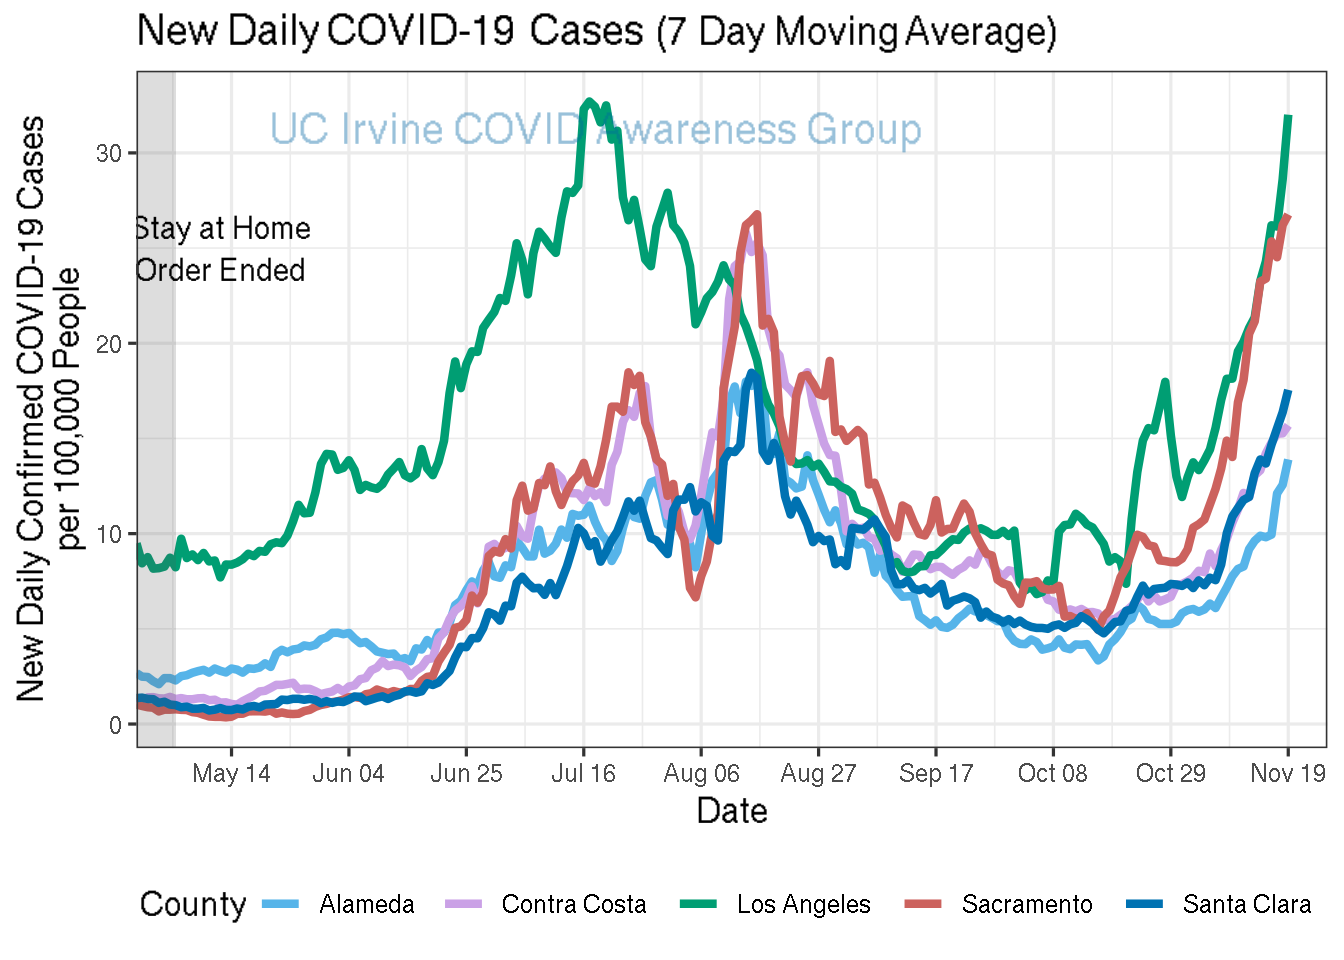 New Daily COVID-19 Cases (7 Day Moving Average)
UC Irvine COVID Awareness Group
Stay at Home
Order Ended
New Daily Confirmed COVID-19 Cases
per 100,000 People
30
20
10
0
May 14 Jun 04 Jun 25 Jul 16 Aug 06 Aug 27 Sep 17 Oct 08 Oct 29 Nov 19
Date
County Alameda Contra Costa Los Angeles Sacramento Santa Clara